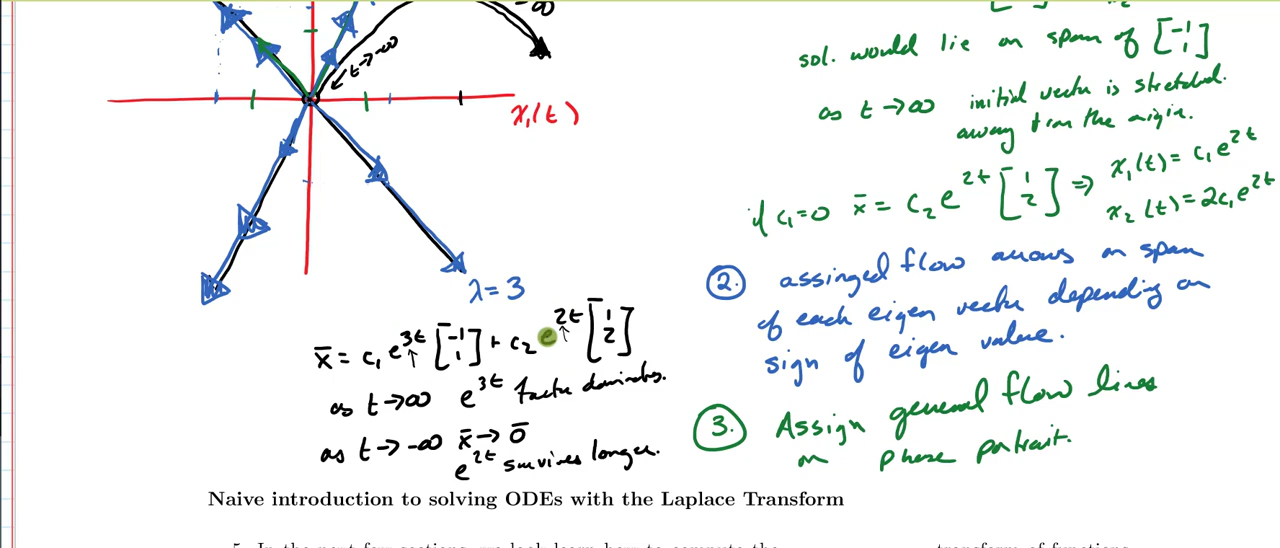 -∞
t→-∞
x₁(t)
λ=3
x̄ = c₁ e^{3t} [-1 1] + c₂ e^{2t} [1 2]
as t→∞ e^{3t} factor dominates.
as t→-∞ x̄→0̄
e^{2t} survives longer.
sol. would lie on span of [-1 1]
as t→∞ initial vector is stretched
away from the origin.
if c₁=0 x̄ = c₂ e^{2t} [1 2] ⇒ x₁(t) = c₁e^{2t}
x₂(t) = 2c₁e^{2t}
2. assinged flow arrows on span
of each eigen vector depending on
sign of eigen value.
3. Assign general flow lines
on phase portrait.
Naive introduction to solving ODEs with the Laplace Transform